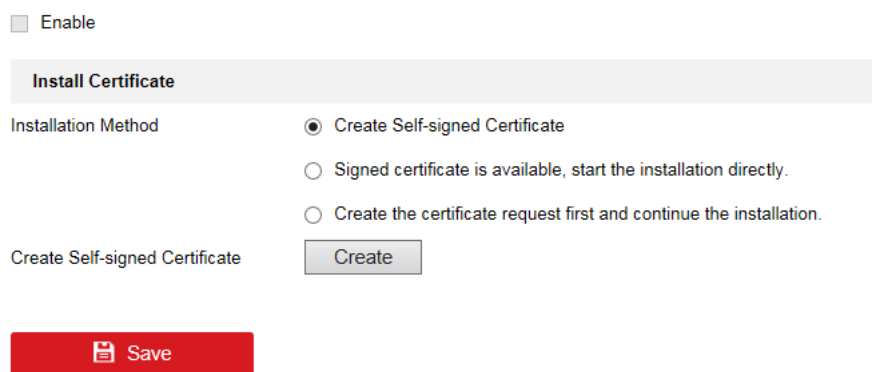 Enable
Install Certificate
Installation Method
Create Self-signed Certificate
Signed certificate is available, start the installation directly.
Create the certificate request first and continue the installation.
Create Self-signed Certificate
Create
Save